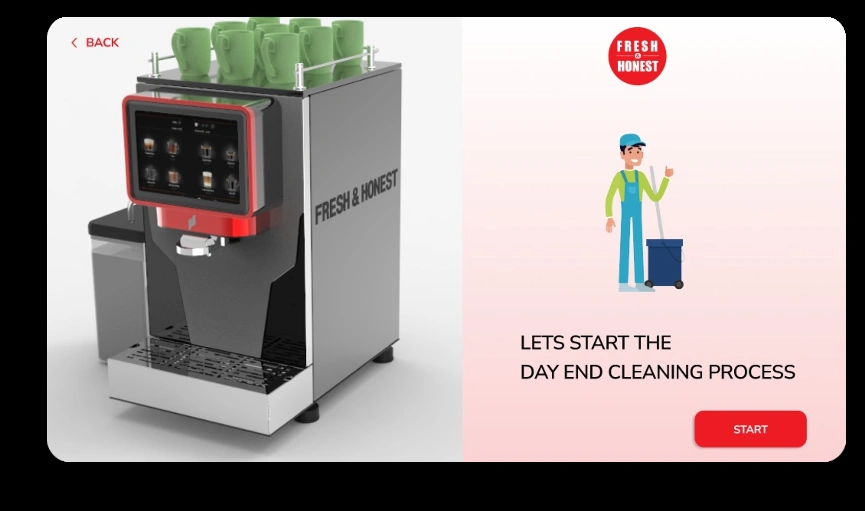 BACK
FRESH
&
HONEST
FRESH & HONEST
LETS START THE
DAY END CLEANING PROCESS
START